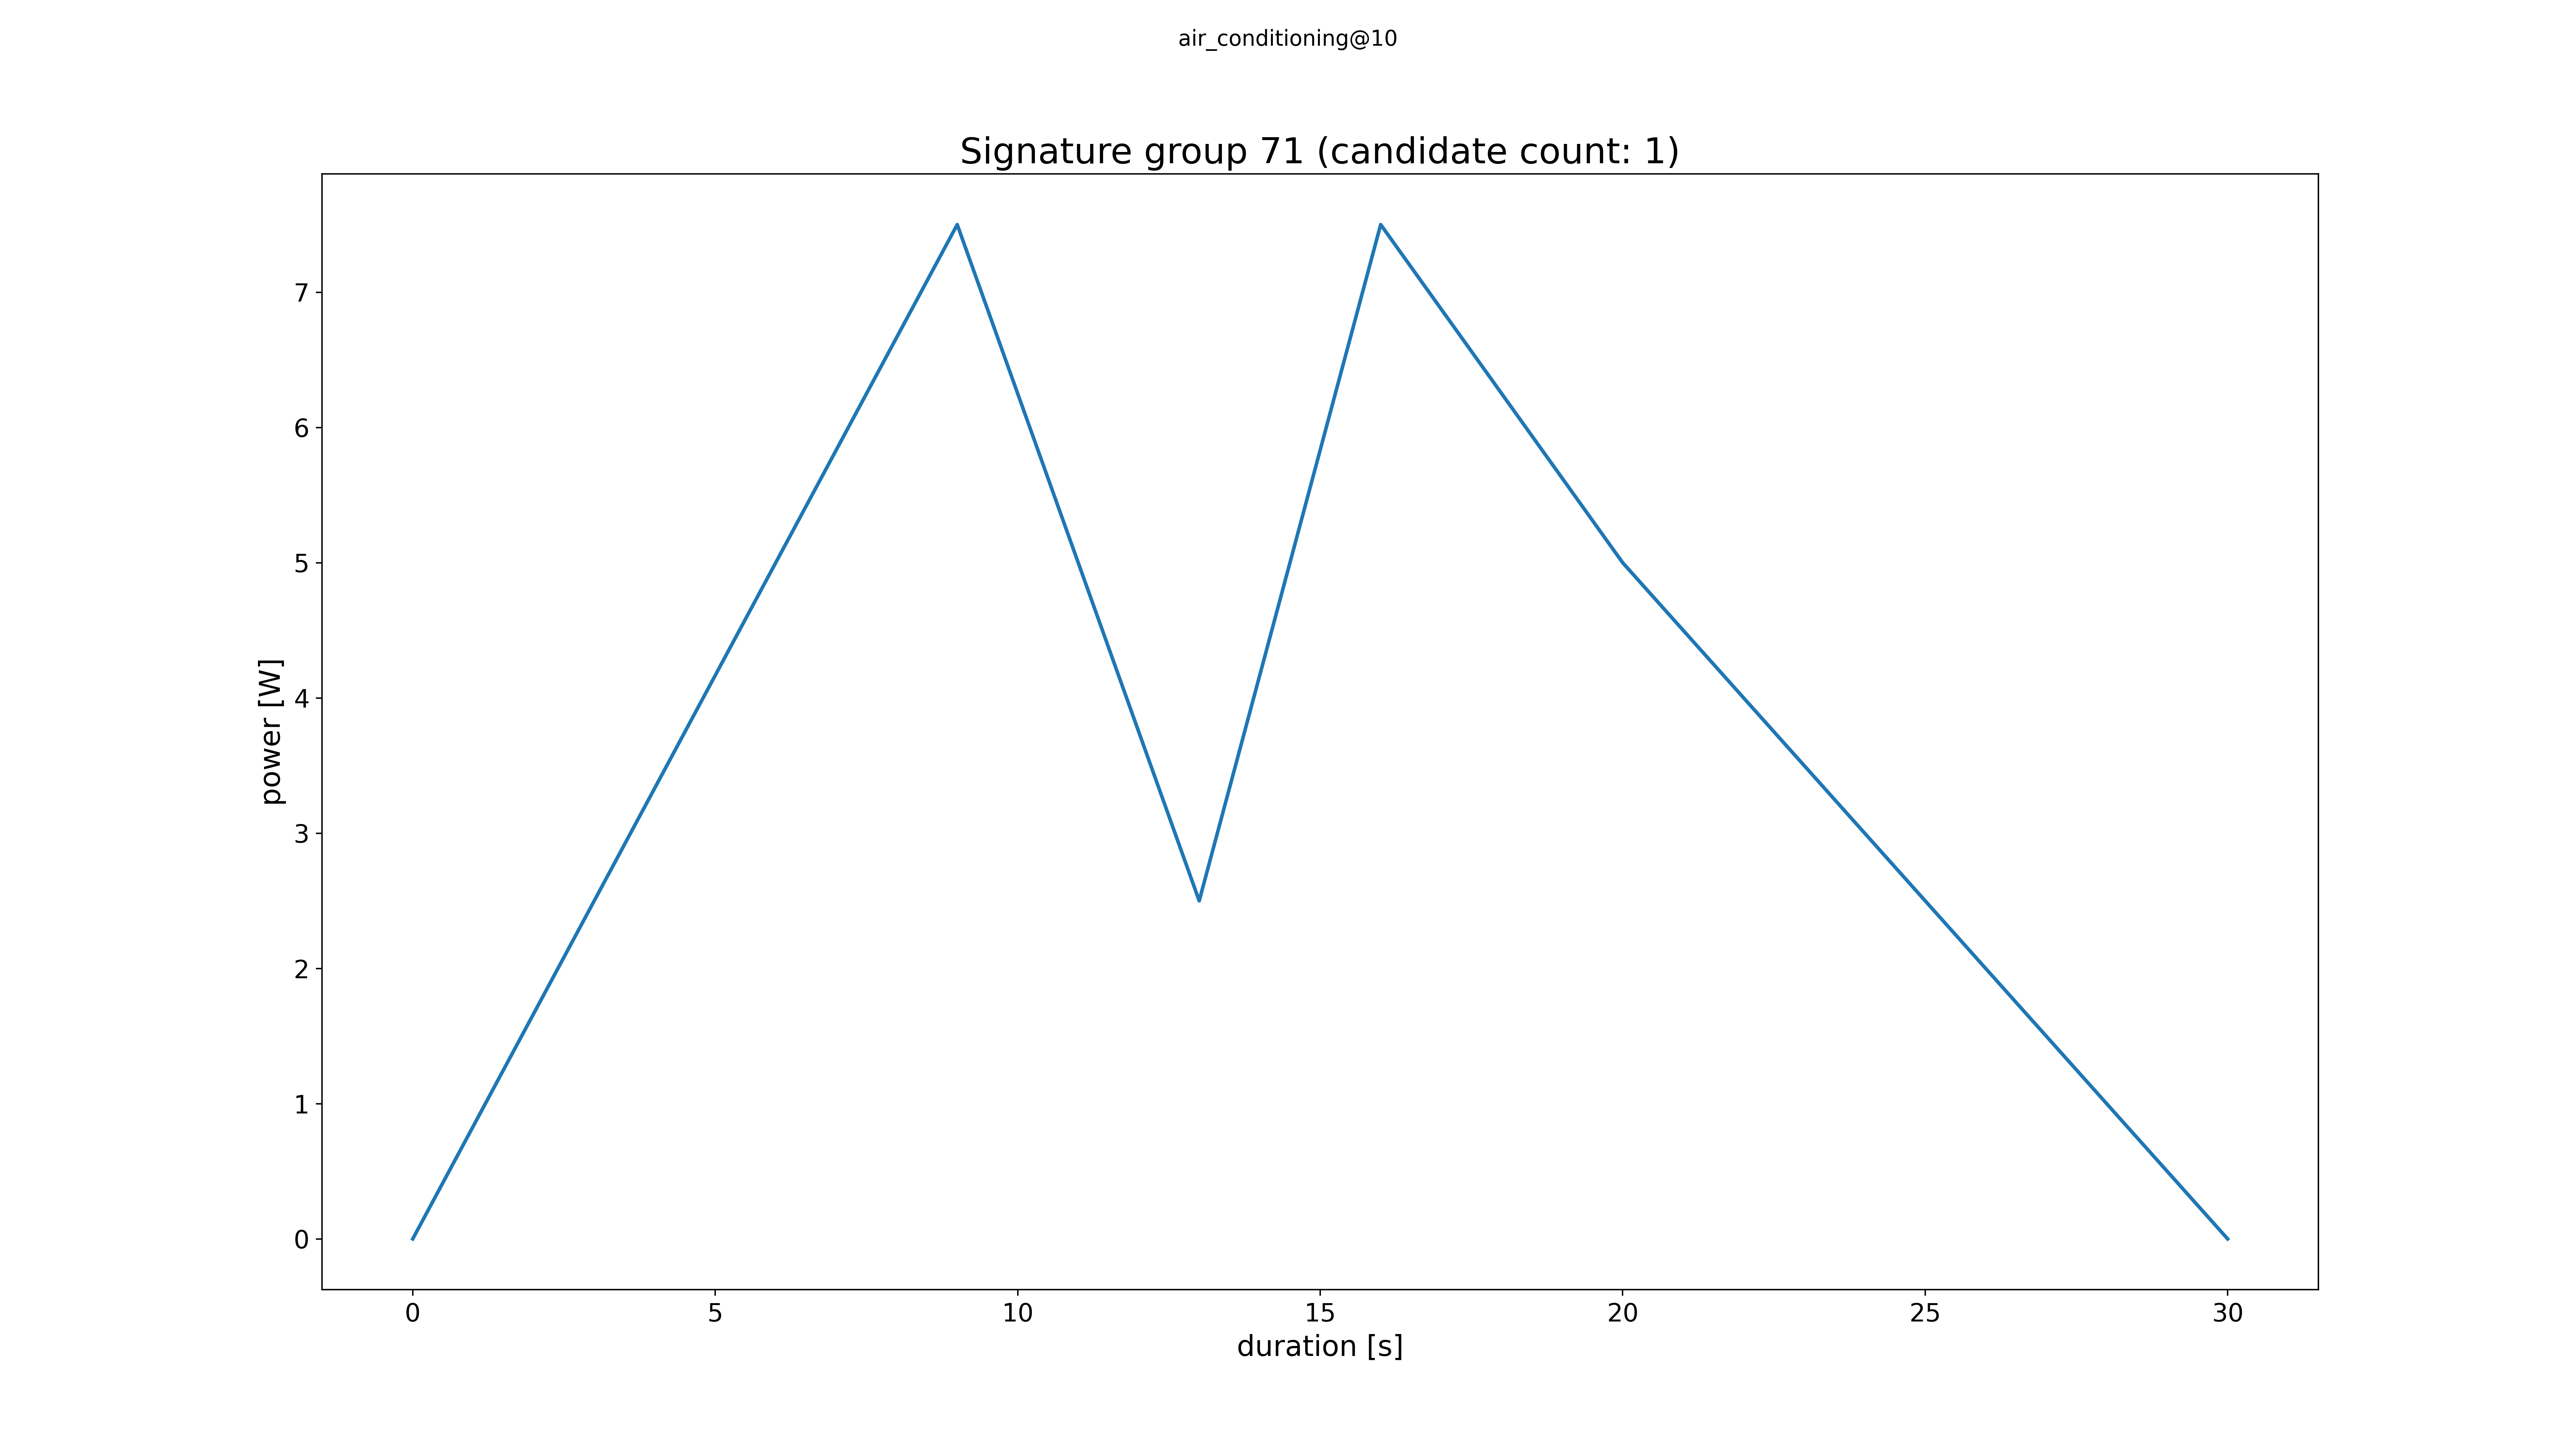 air_conditioning@10
Signature group 71 (candidate count: 1)
power [W]
7
6
5
4
3
2
1
0
0 5 10 15 20 25 30
duration [s]